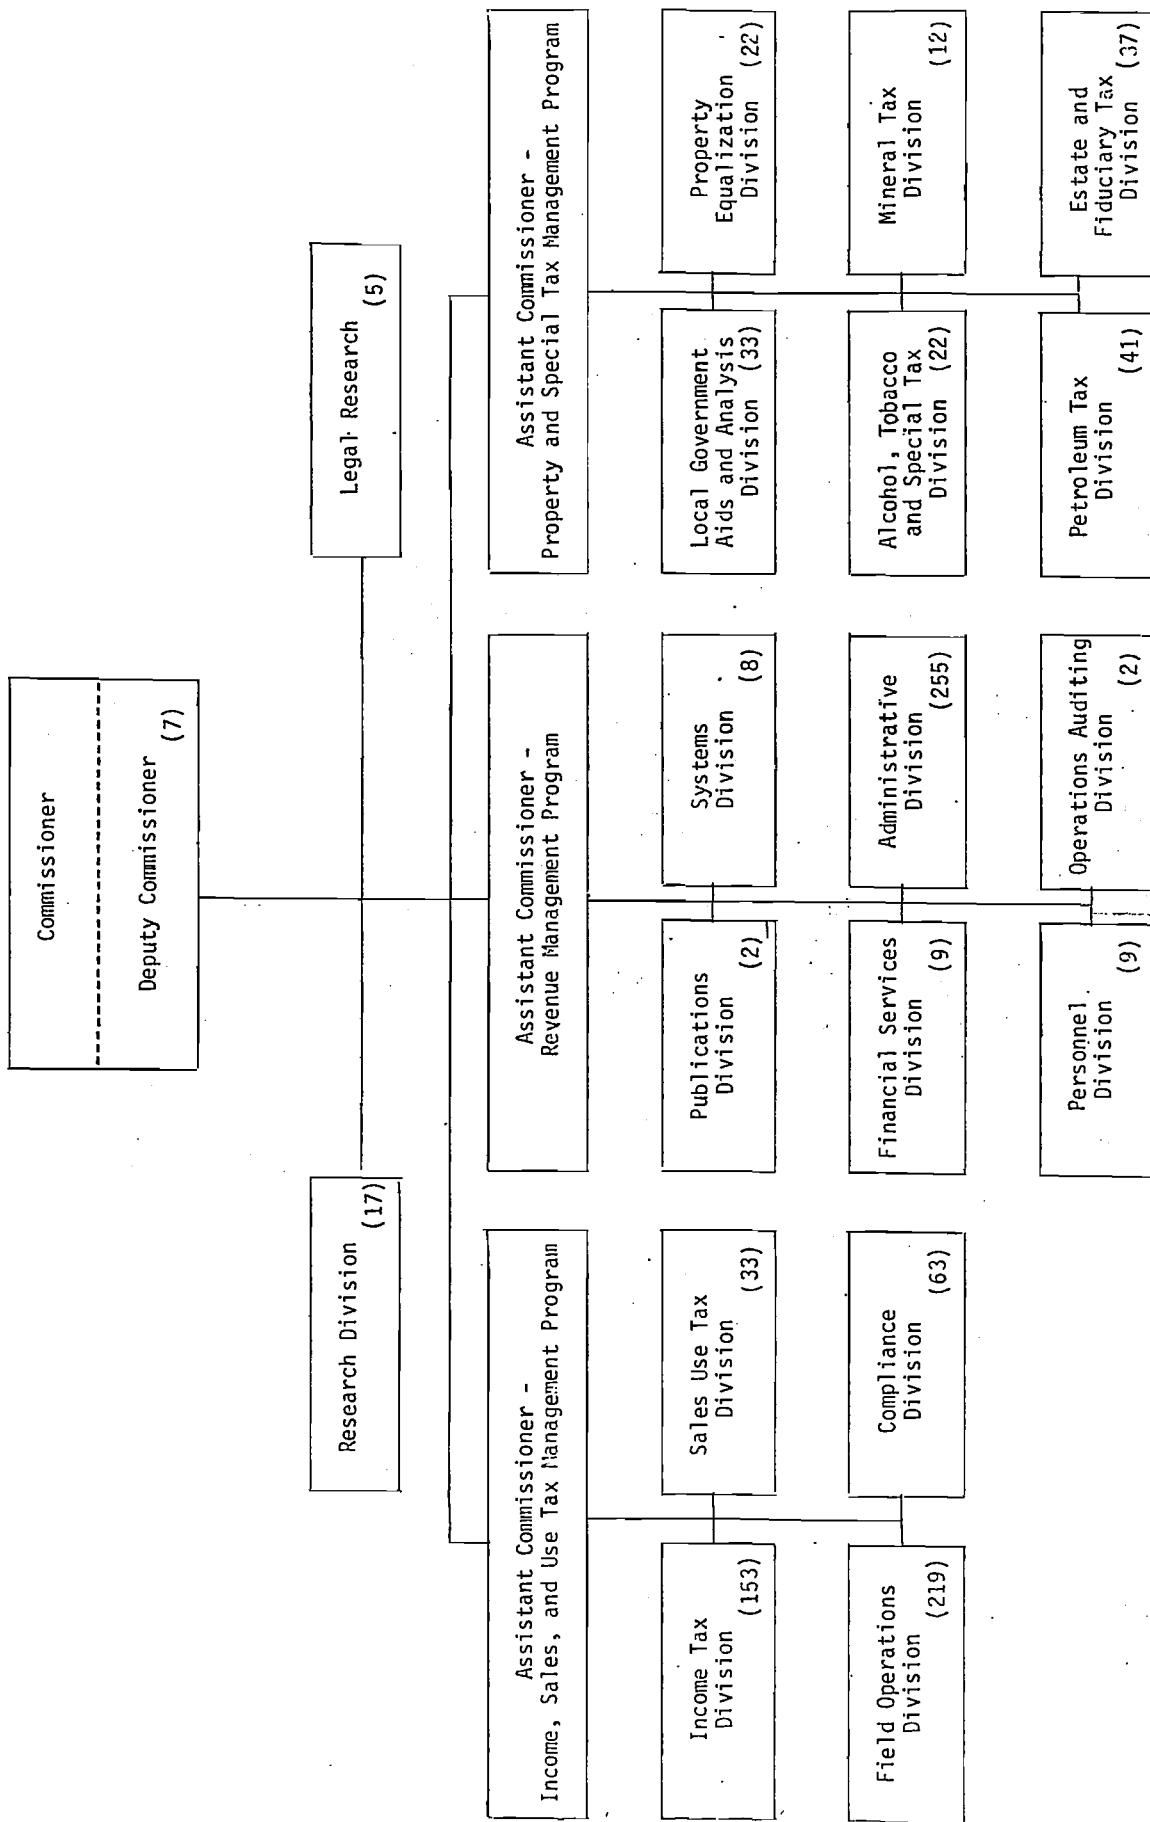 Commissioner
Deputy Commissioner
(7)
Research Division
(17)
Legal Research
(5)
Assistant Commissioner -
Income, Sales, and Use Tax Management Program
Assistant Commissioner -
Revenue Management Program
Assistant Commissioner -
Property and Special Tax Management Program
Income Tax
Division
(153)
Sales Use Tax
Division
(33)
Publications
Division
(2)
Systems
Division
(8)
Local Government
Aids and Analysis
Division (33)
Property
Equalization
Division (22)
Field Operations
Division
(219)
Compliance
Division
(63)
Financial Services
Division
(9)
Administrative
Division
(255)
Alcohol, Tobacco
and Special Tax
Division (22)
Mineral Tax
Division
(12)
Personnel
Division
(9)
Operations Auditing
Division
(2)
Petroleum Tax
Division
(41)
Estate and
Fiduciary Tax
Division (37)